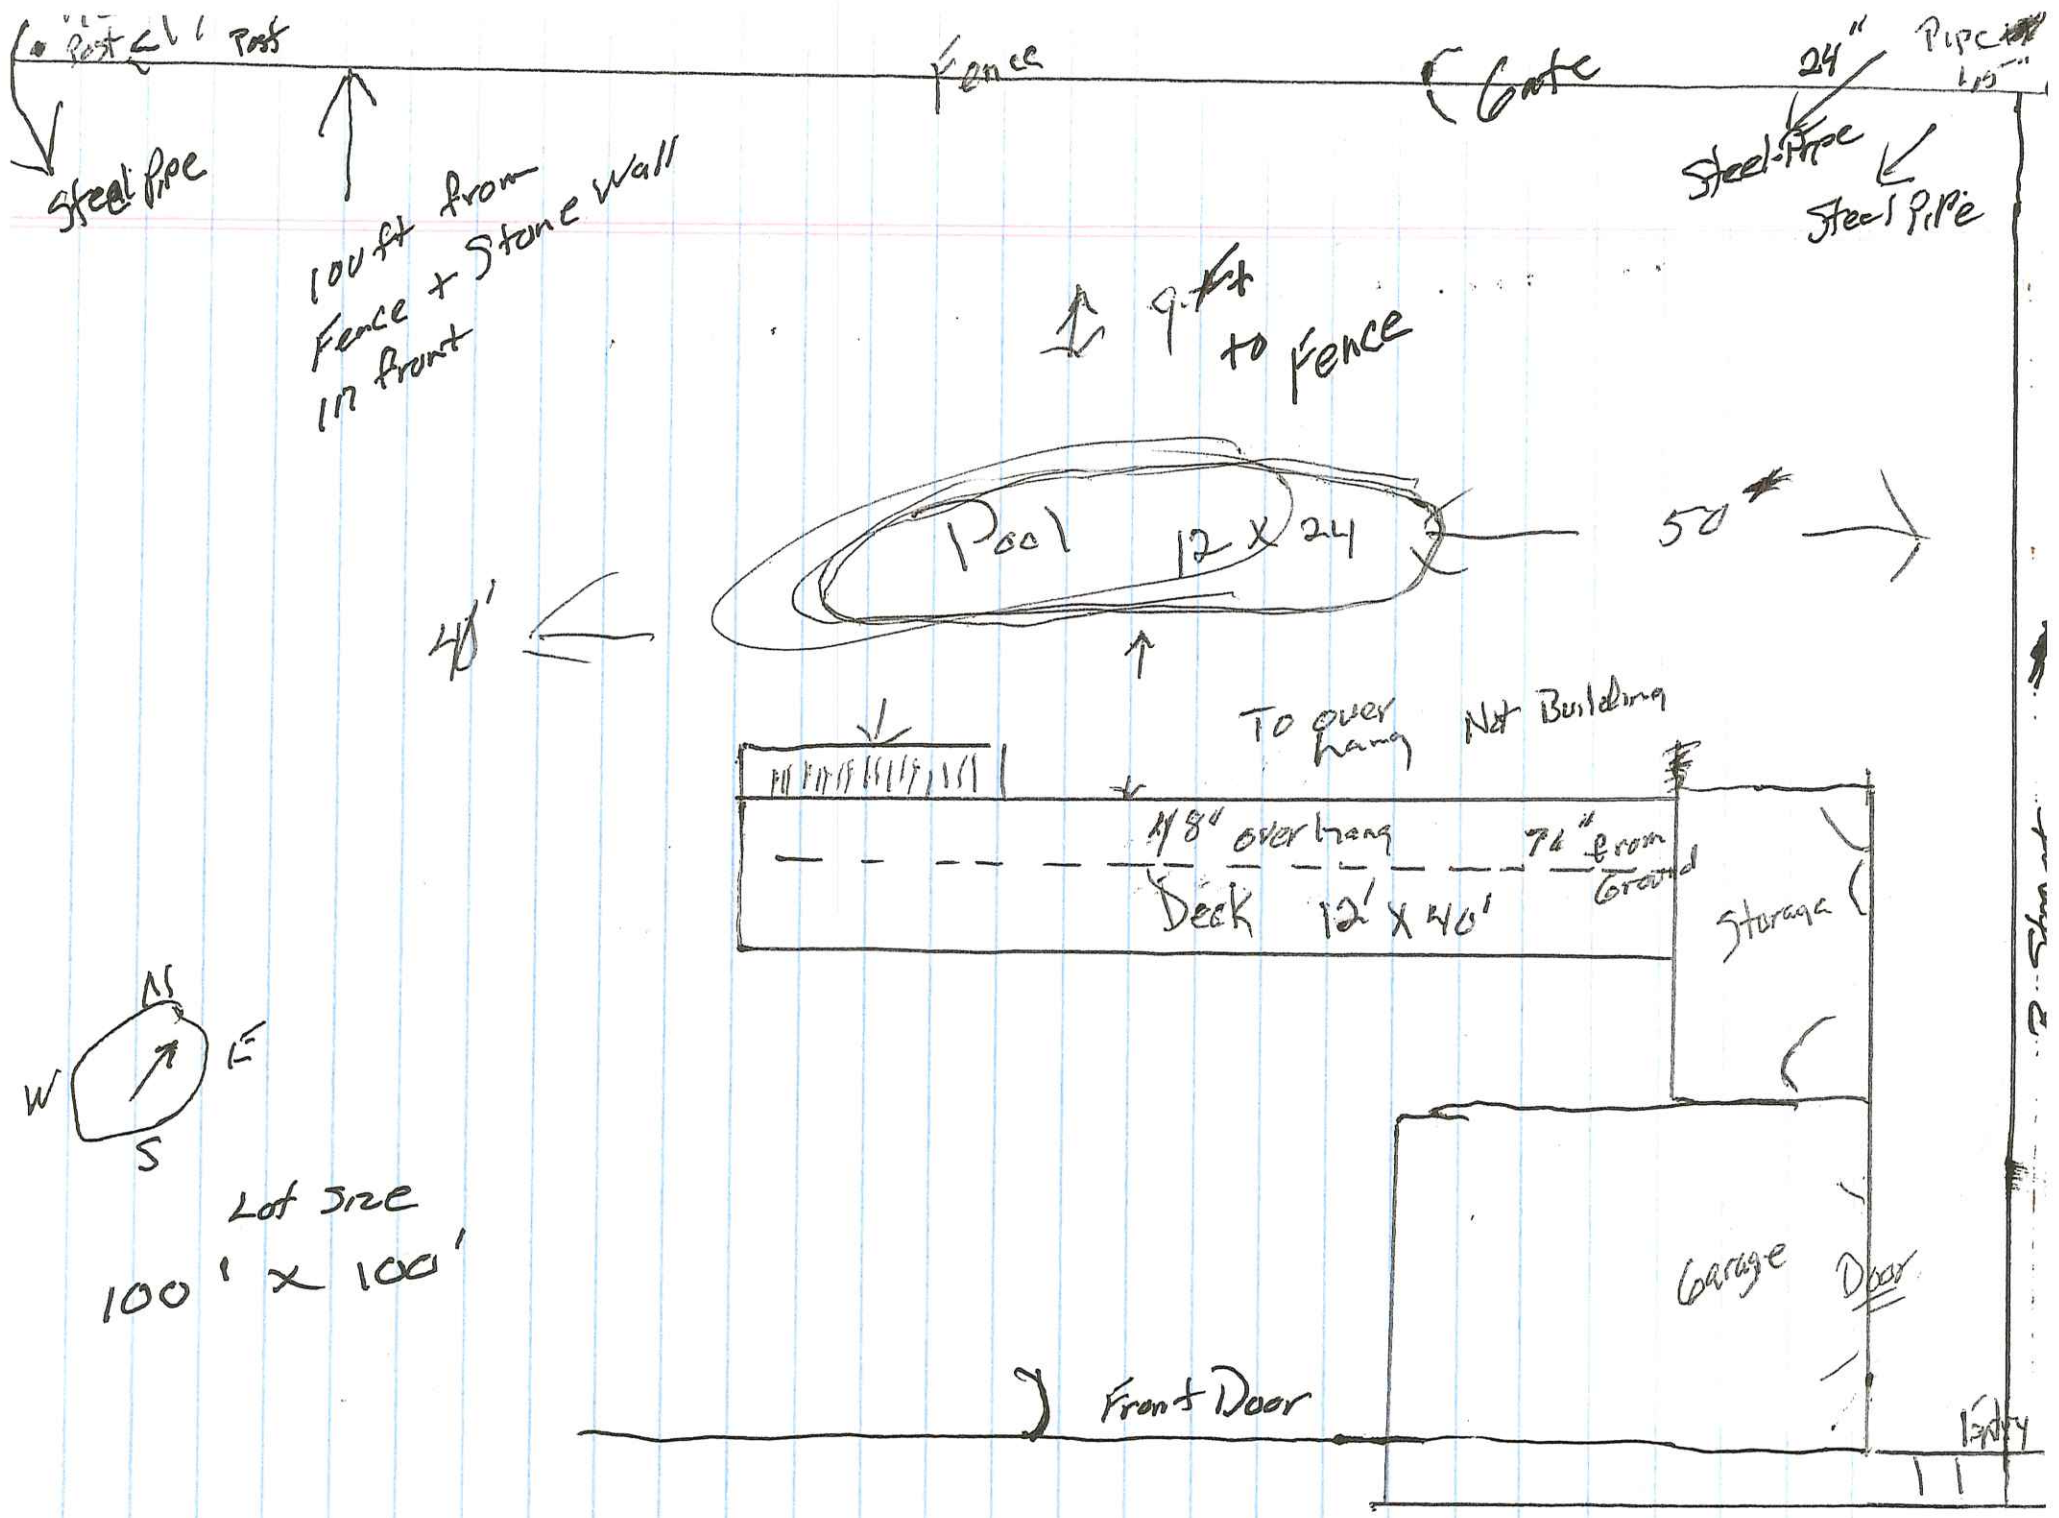 Post
Post
Fence
Gate
24"
Pipe
1,5"
Steel Pipe
Steel Pipe
Steel Pipe
100 ft from
Fence + Stone Wall
in front
9 Ft
to Fence
Pool 12 x 24
50
40'
To over
hang
Not Building
48" over hang
from
Ground
Deck 12' x 40'
Storage
N
W
E
S
Lot Size
100' x 100'
Garage
Door
Front Door
Entry